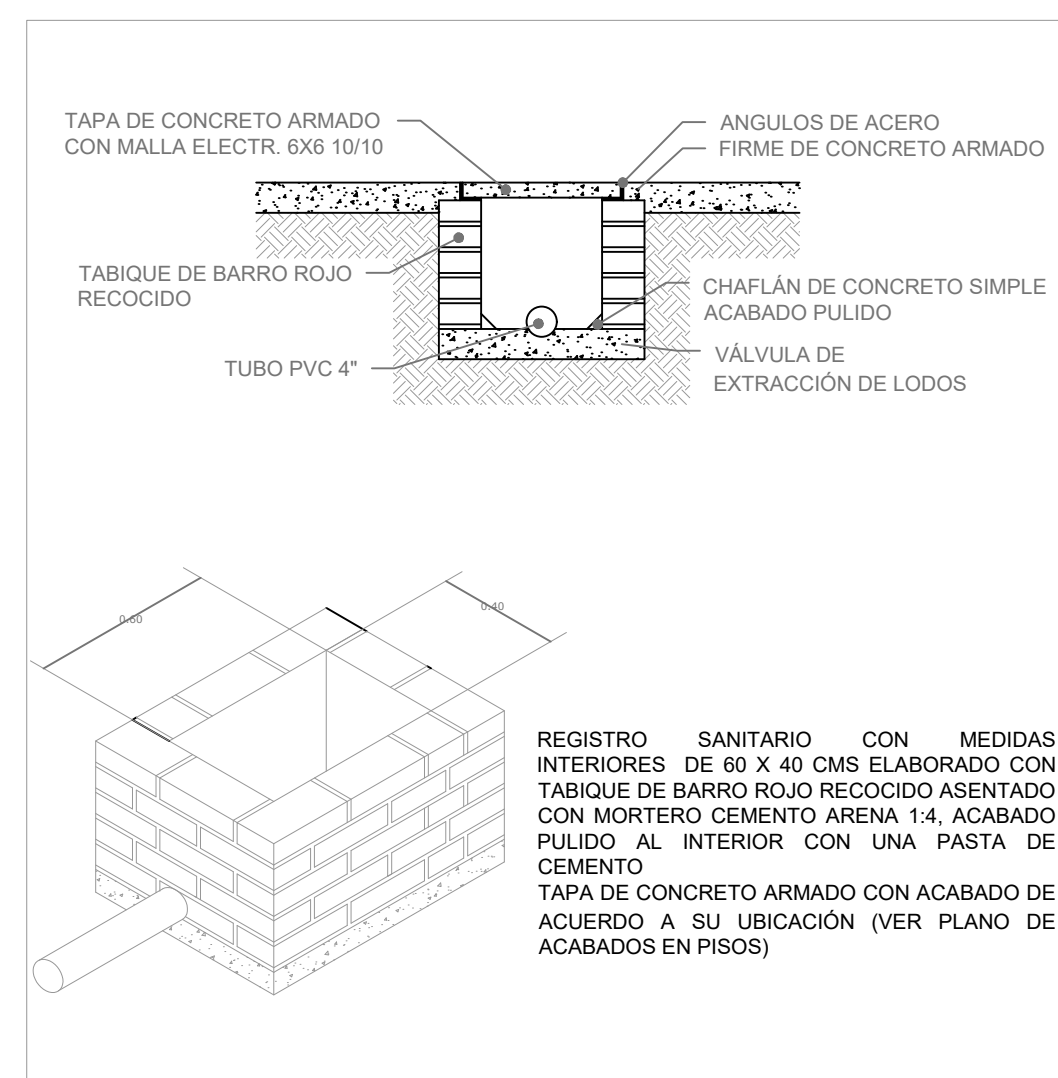 TAPA DE CONCRETO ARMADO
CON MALLA ELECTR. 6X6 10/10
ANGULOS DE ACERO
FIRME DE CONCRETO ARMADO
TABIQUE DE BARRO ROJO
RECOCIDO
CHAFLÁN DE CONCRETO SIMPLE
ACABADO PULIDO
TUBO PVC 4"
VÁLVULA DE
EXTRACCIÓN DE LODOS
0.60
0.40
REGISTRO SANITARIO CON MEDIDAS
INTERIORES DE 60 X 40 CMS ELABORADO CON
TABIQUE DE BARRO ROJO RECOCIDO ASENTADO
CON MORTERO CEMENTO ARENA 1:4, ACABADO
PULIDO AL INTERIOR CON UNA PASTA DE
CEMENTO
TAPA DE CONCRETO ARMADO CON ACABADO DE
ACUERDO A SU UBICACIÓN (VER PLANO DE
ACABADOS EN PISOS)